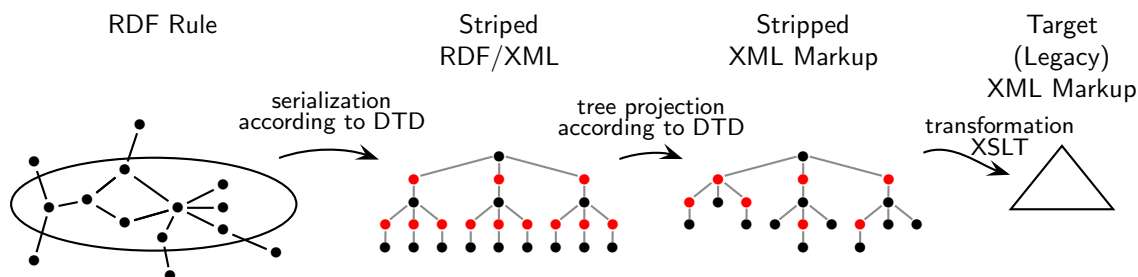 RDF Rule
Striped
RDF/XML
Stripped
XML Markup
Target
(Legacy)
XML Markup
serialization
according to DTD
tree projection
according to DTD
transformation
XSLT